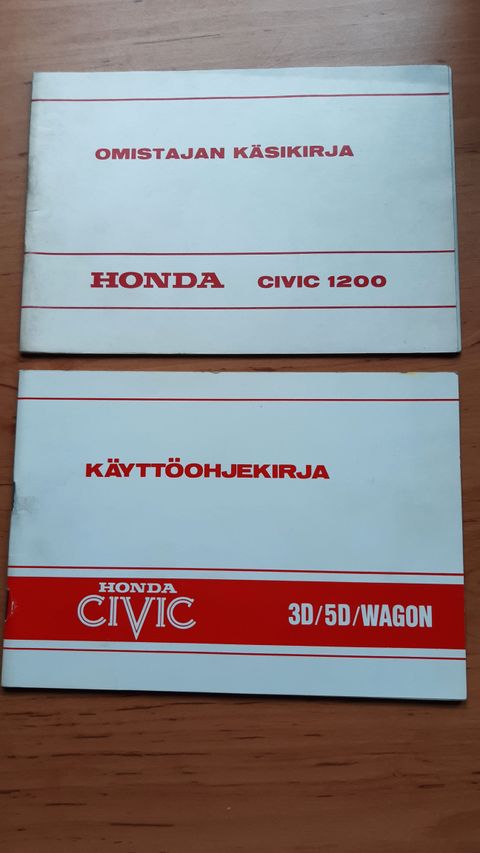 OMISTAJAN KÄSIKIRJA
HONDA CIVIC 1200
KÄYTTÖOHJEKIRJA
HONDA
CIVIC 3D/5D/WAGON